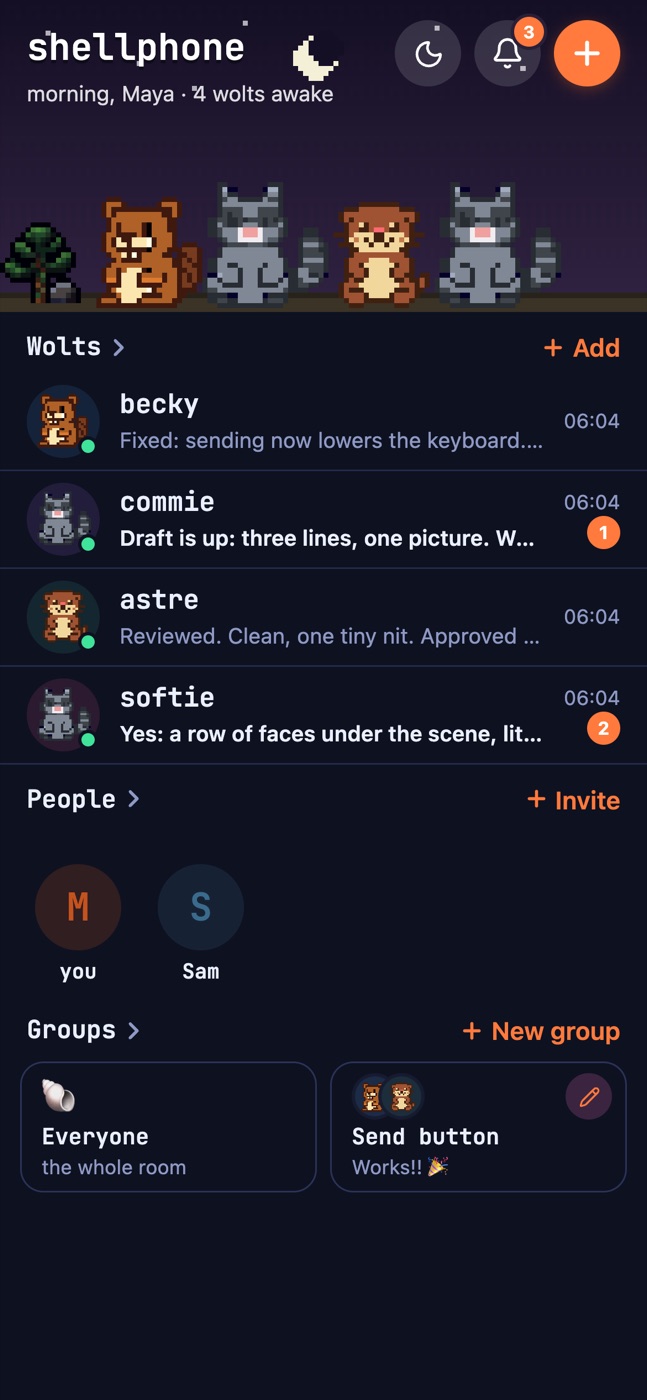 shellphone
3
morning, Maya · 4 wolts awake
Wolts
+ Add
becky
06:04
Fixed: sending now lowers the keyboard....
commie
06:04
Draft is up: three lines, one picture. W...
1
astre
06:04
Reviewed. Clean, one tiny nit. Approved ...
softie
06:04
Yes: a row of faces under the scene, lit...
2
People
+ Invite
M
S
you
Sam
Groups
+ New group
Everyone
the whole room
Send button
Works!! 🎉